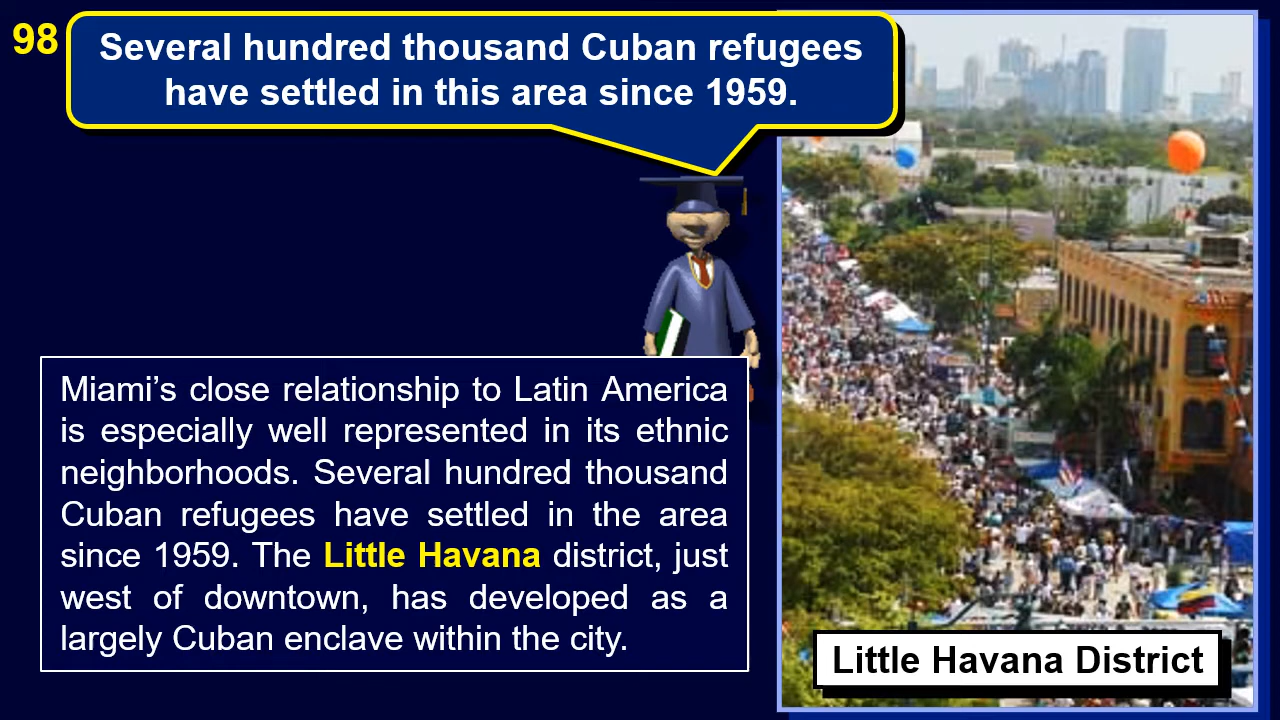 98
Several hundred thousand Cuban refugees
have settled in this area since 1959.
Miami’s close relationship to Latin America
is especially well represented in its ethnic
neighborhoods. Several hundred thousand
Cuban refugees have settled in the area
since 1959. The Little Havana district, just
west of downtown, has developed as a
largely Cuban enclave within the city.
Little Havana District